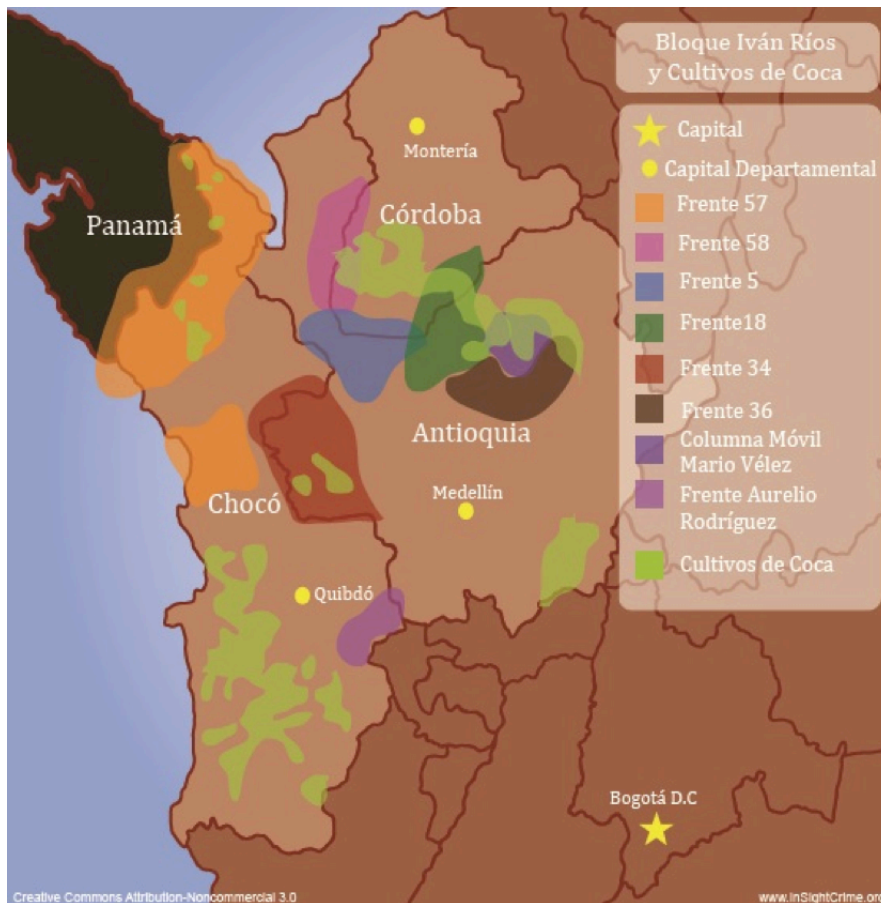 Bloque Iván Ríos
y Cultivos de Coca
Capital
Capital Departamental
Frente 57
Frente 58
Frente 5
Frente18
Frente 34
Frente 36
Columna Móvil
Mario Vélez
Frente Aurelio
Rodríguez
Cultivos de Coca
Montería
Córdoba
Panamá
Antioquia
Medellín
Chocó
Quibdó
Bogotá D.C
Creative Commons Attribution-Noncommercial 3.0
www.InSightCrime.org